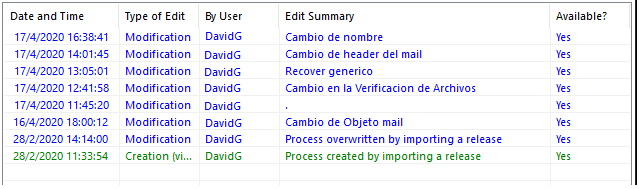 Date and Time Type of Edit By User Edit Summary Available?
17/4/2020 16:38:41 Modification DavidG Cambio de nombre Yes
17/4/2020 14:01:45 Modification DavidG Cambio de header del mail Yes
17/4/2020 13:05:01 Modification DavidG Recover generico Yes
17/4/2020 12:41:58 Modification DavidG Cambio en la Verificacion de Archivos Yes
17/4/2020 11:45:20 Modification DavidG . Yes
16/4/2020 18:00:12 Modification DavidG Cambio de Objeto mail Yes
28/2/2020 14:14:00 Modification DavidG Process overwritten by importing a release Yes
28/2/2020 11:33:54 Creation (vi... DavidG Process created by importing a release Yes